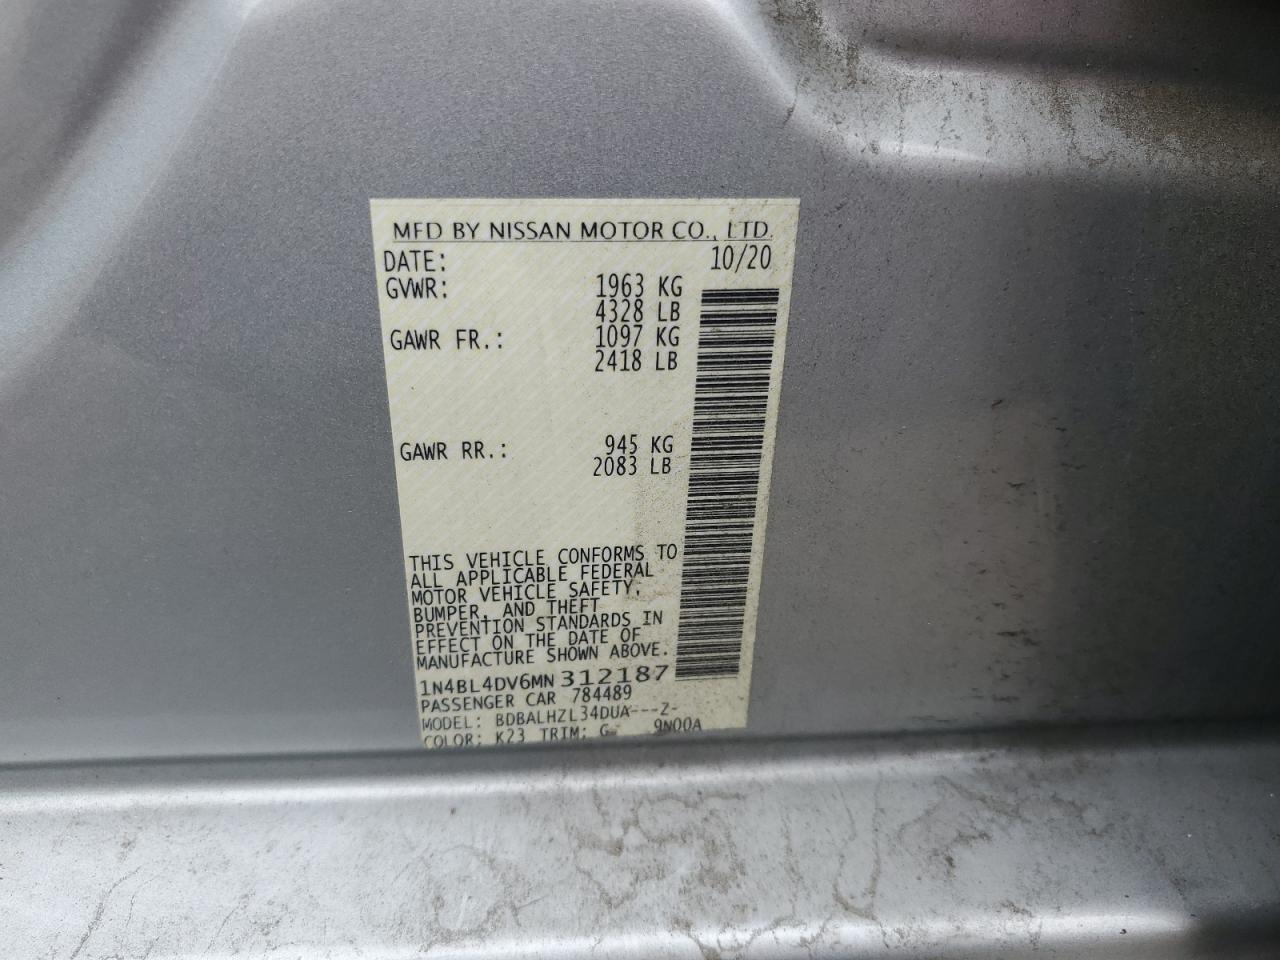 MFD BY NISSAN MOTOR CO., LTD.
DATE: 10/20
GVWR: 1963 KG
4328 LB
GAWR FR.: 1097 KG
2418 LB
GAWR RR.: 945 KG
2083 LB
THIS VEHICLE CONFORMS TO
ALL APPLICABLE FEDERAL
MOTOR VEHICLE SAFETY,
BUMPER, AND THEFT
PREVENTION STANDARDS IN
EFFECT ON THE DATE OF
MANUFACTURE SHOWN ABOVE.
1N4BL4DV6MN312187
PASSENGER CAR 784489
MODEL: BDBALHZL34DUA---Z-
COLOR: K23 TRIM: G- 9N00A